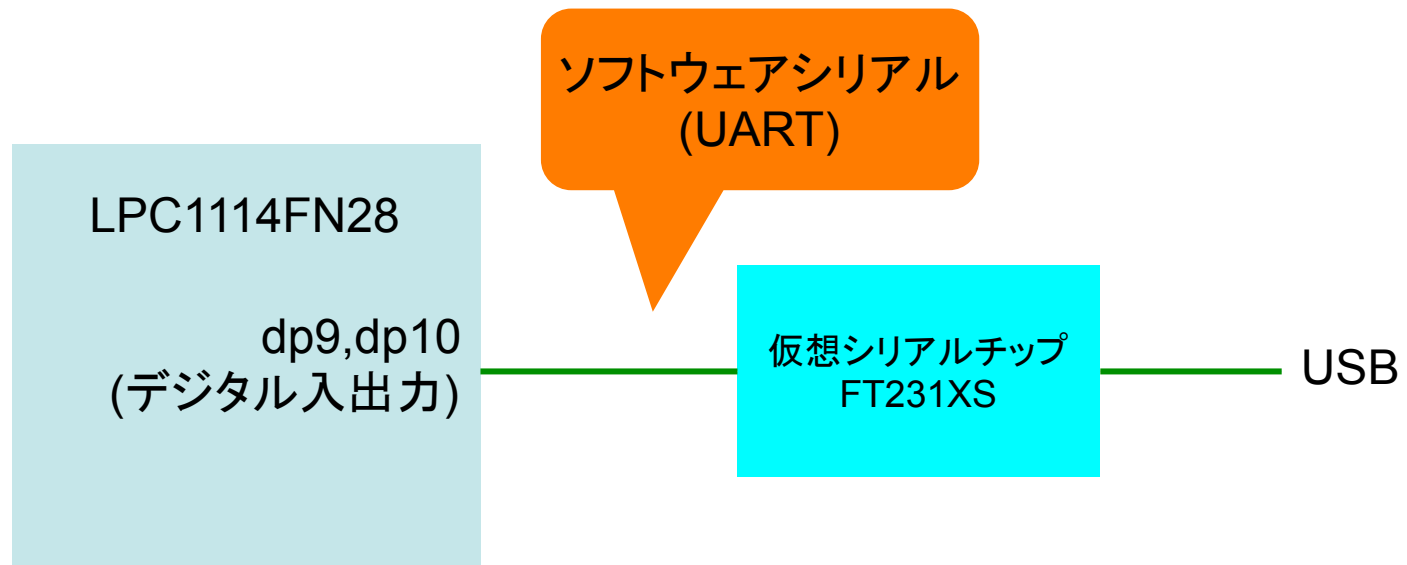 ソフトウェアシリアル
(UART)
LPC1114FN28
dp9,dp10
(デジタル入出力)
仮想シリアルチップ
FT231XS
USB